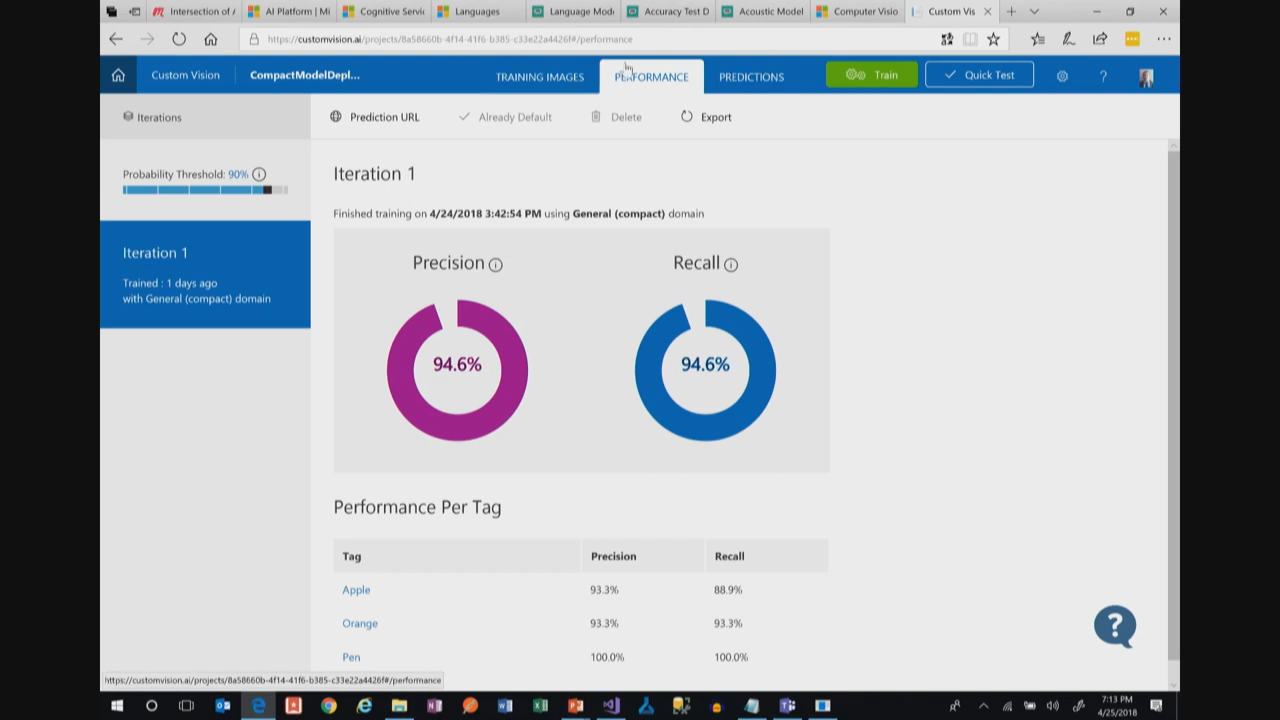 Intersection of A
AI Platform | Mi
Cognitive Servi
Languages
Language Mode
Accuracy Test D
Acoustic Model
Computer Visio
Custom Vis
https://customvision.ai/projects/8a58660b-4f14-41f6-b385-c33e22a4426f#/performance
Custom Vision
CompactModelDepl...
TRAINING IMAGES
PERFORMANCE
PREDICTIONS
Train
Quick Test
?
Iterations
Prediction URL
Already Default
Delete
Export
Probability Threshold: 90%
Iteration 1
Trained : 1 days ago
with General (compact) domain
Iteration 1
Finished training on 4/24/2018 3:42:54 PM using General (compact) domain
Precision
Recall
94.6%
94.6%
Performance Per Tag
Tag Precision Recall
Apple 93.3% 88.9%
Orange 93.3% 93.3%
Pen 100.0% 100.0%
?
https://customvision.ai/projects/8a58660b-4f14-41f6-b385-c33e22a4426f#/performance
7:13 PM
4/25/2018